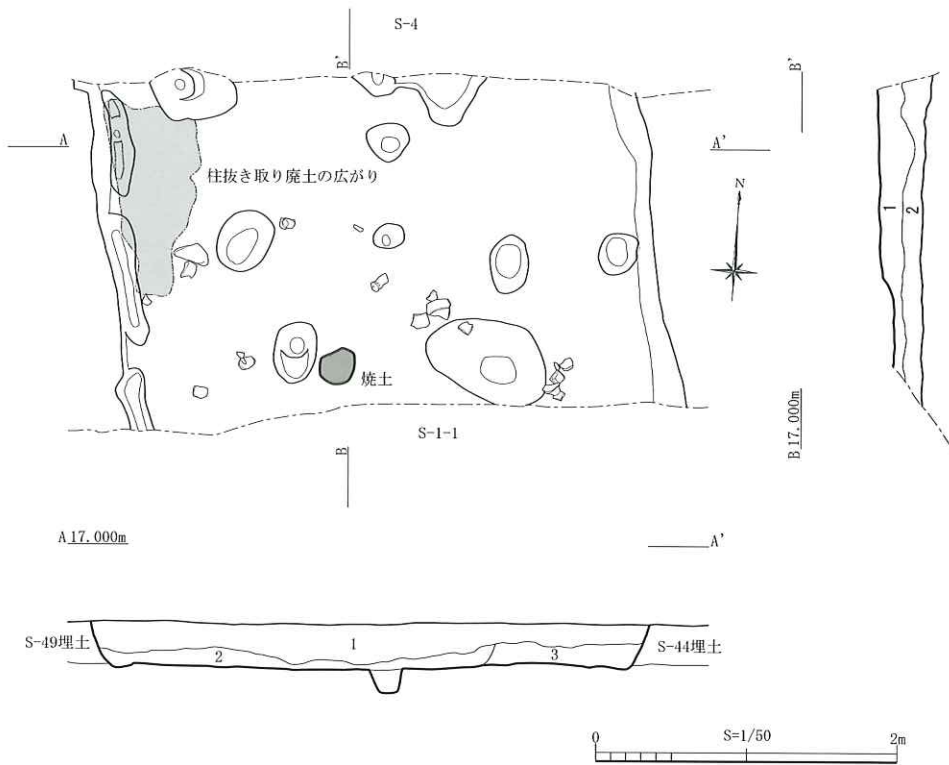 S-4
B'
B'
A
A'
柱抜き取り廃土の広がり
N
1
2
焼土
S-1-1
B
B 17.000m
A 17.000m
A'
S-49埋土
1
S-44埋土
2
3
0
S=1/50
2m